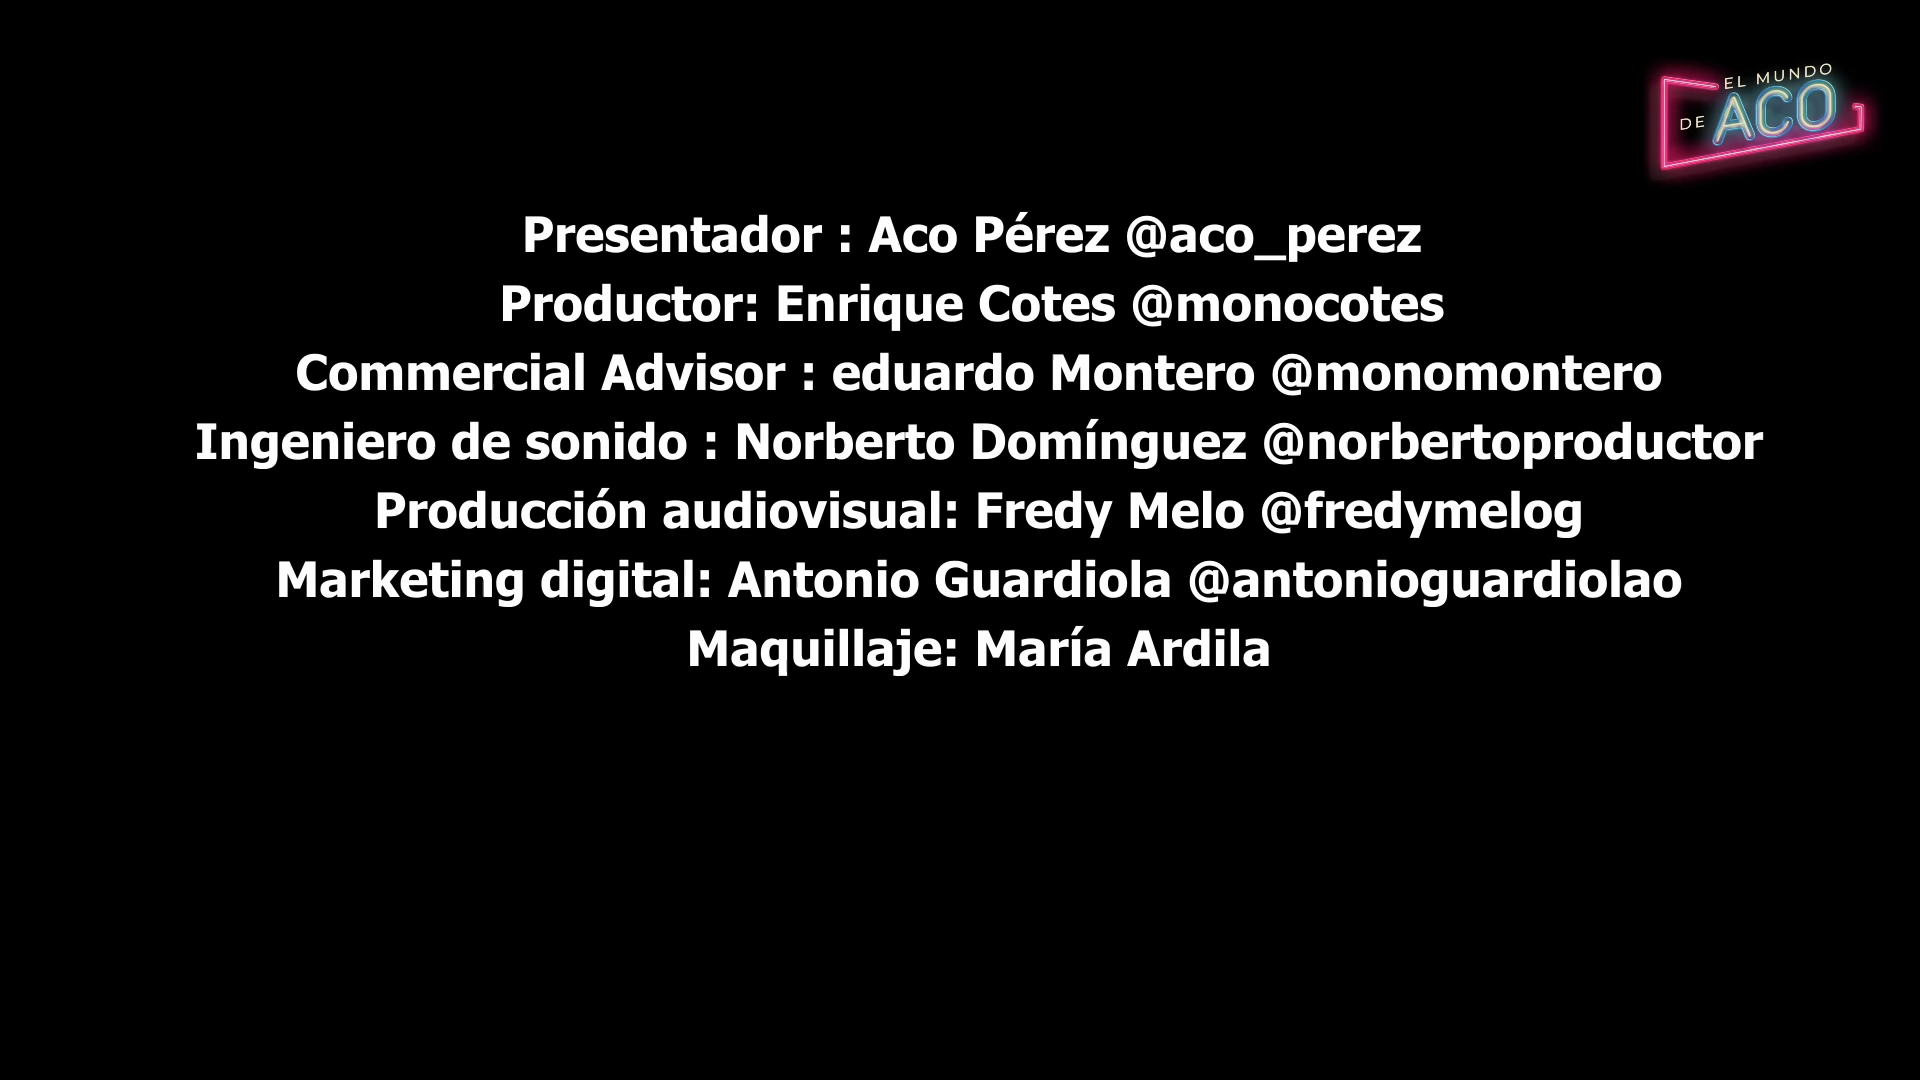 EL MUNDO
DE ACO
Presentador : Aco Pérez @aco_perez
Productor: Enrique Cotes @monocotes
Commercial Advisor : eduardo Montero @monomontero
Ingeniero de sonido : Norberto Domínguez @norbertoproductor
Producción audiovisual: Fredy Melo @fredymelog
Marketing digital: Antonio Guardiola @antonioguardiolao
Maquillaje: María Ardila